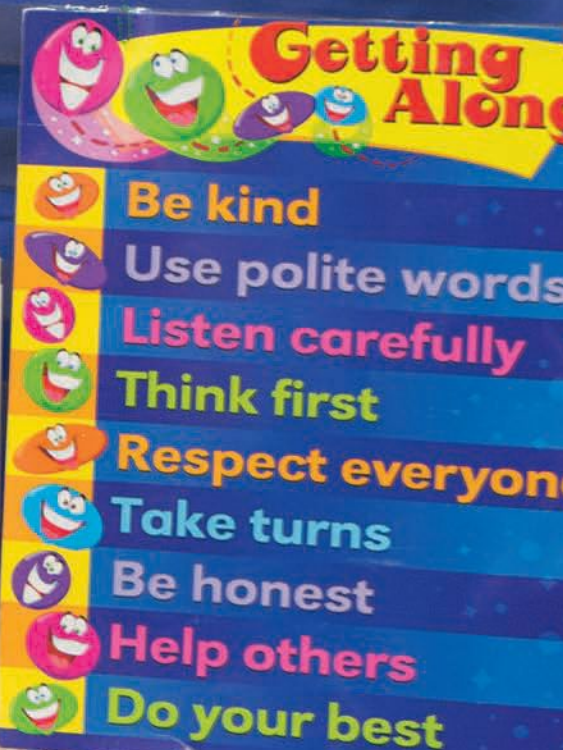 Getting
Along
Be kind
Use polite words
Listen carefully
Think first
Respect everyon
Take turns
Be honest
Help others
Do your best